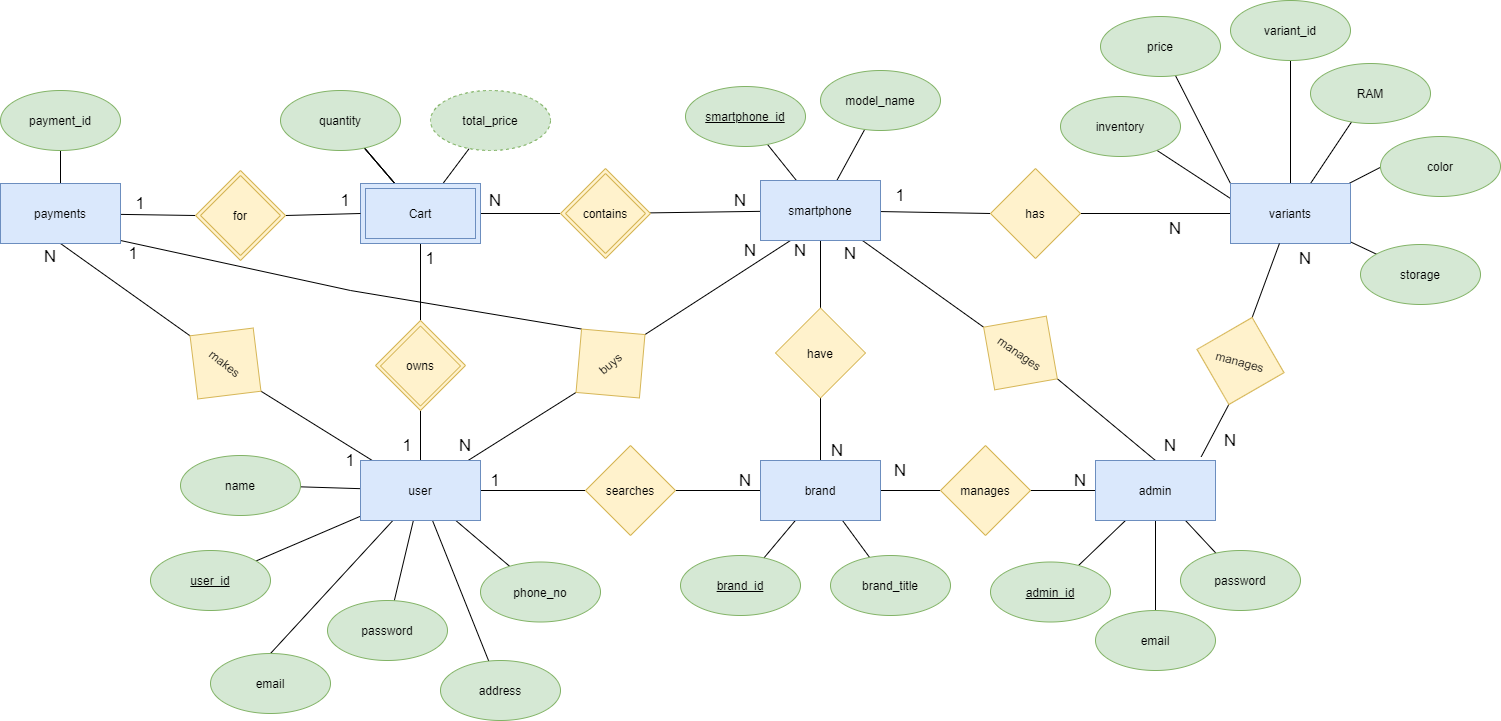 variant_id
price
RAM
model_name
payment_id
quantity
total_price
smartphone_id
inventory
color
1
1
N
N
1
payments
for
Cart
contains
smartphone
has
variants
N
N
1
1
N
N
N
N
storage
makes
owns
buys
have
manages
manages
1
1
N
N
N
N
N
1
N
N
user
searches
brand
manages
admin
name
user_id
phone_no
brand_id
brand_title
admin_id
password
password
email
email
address